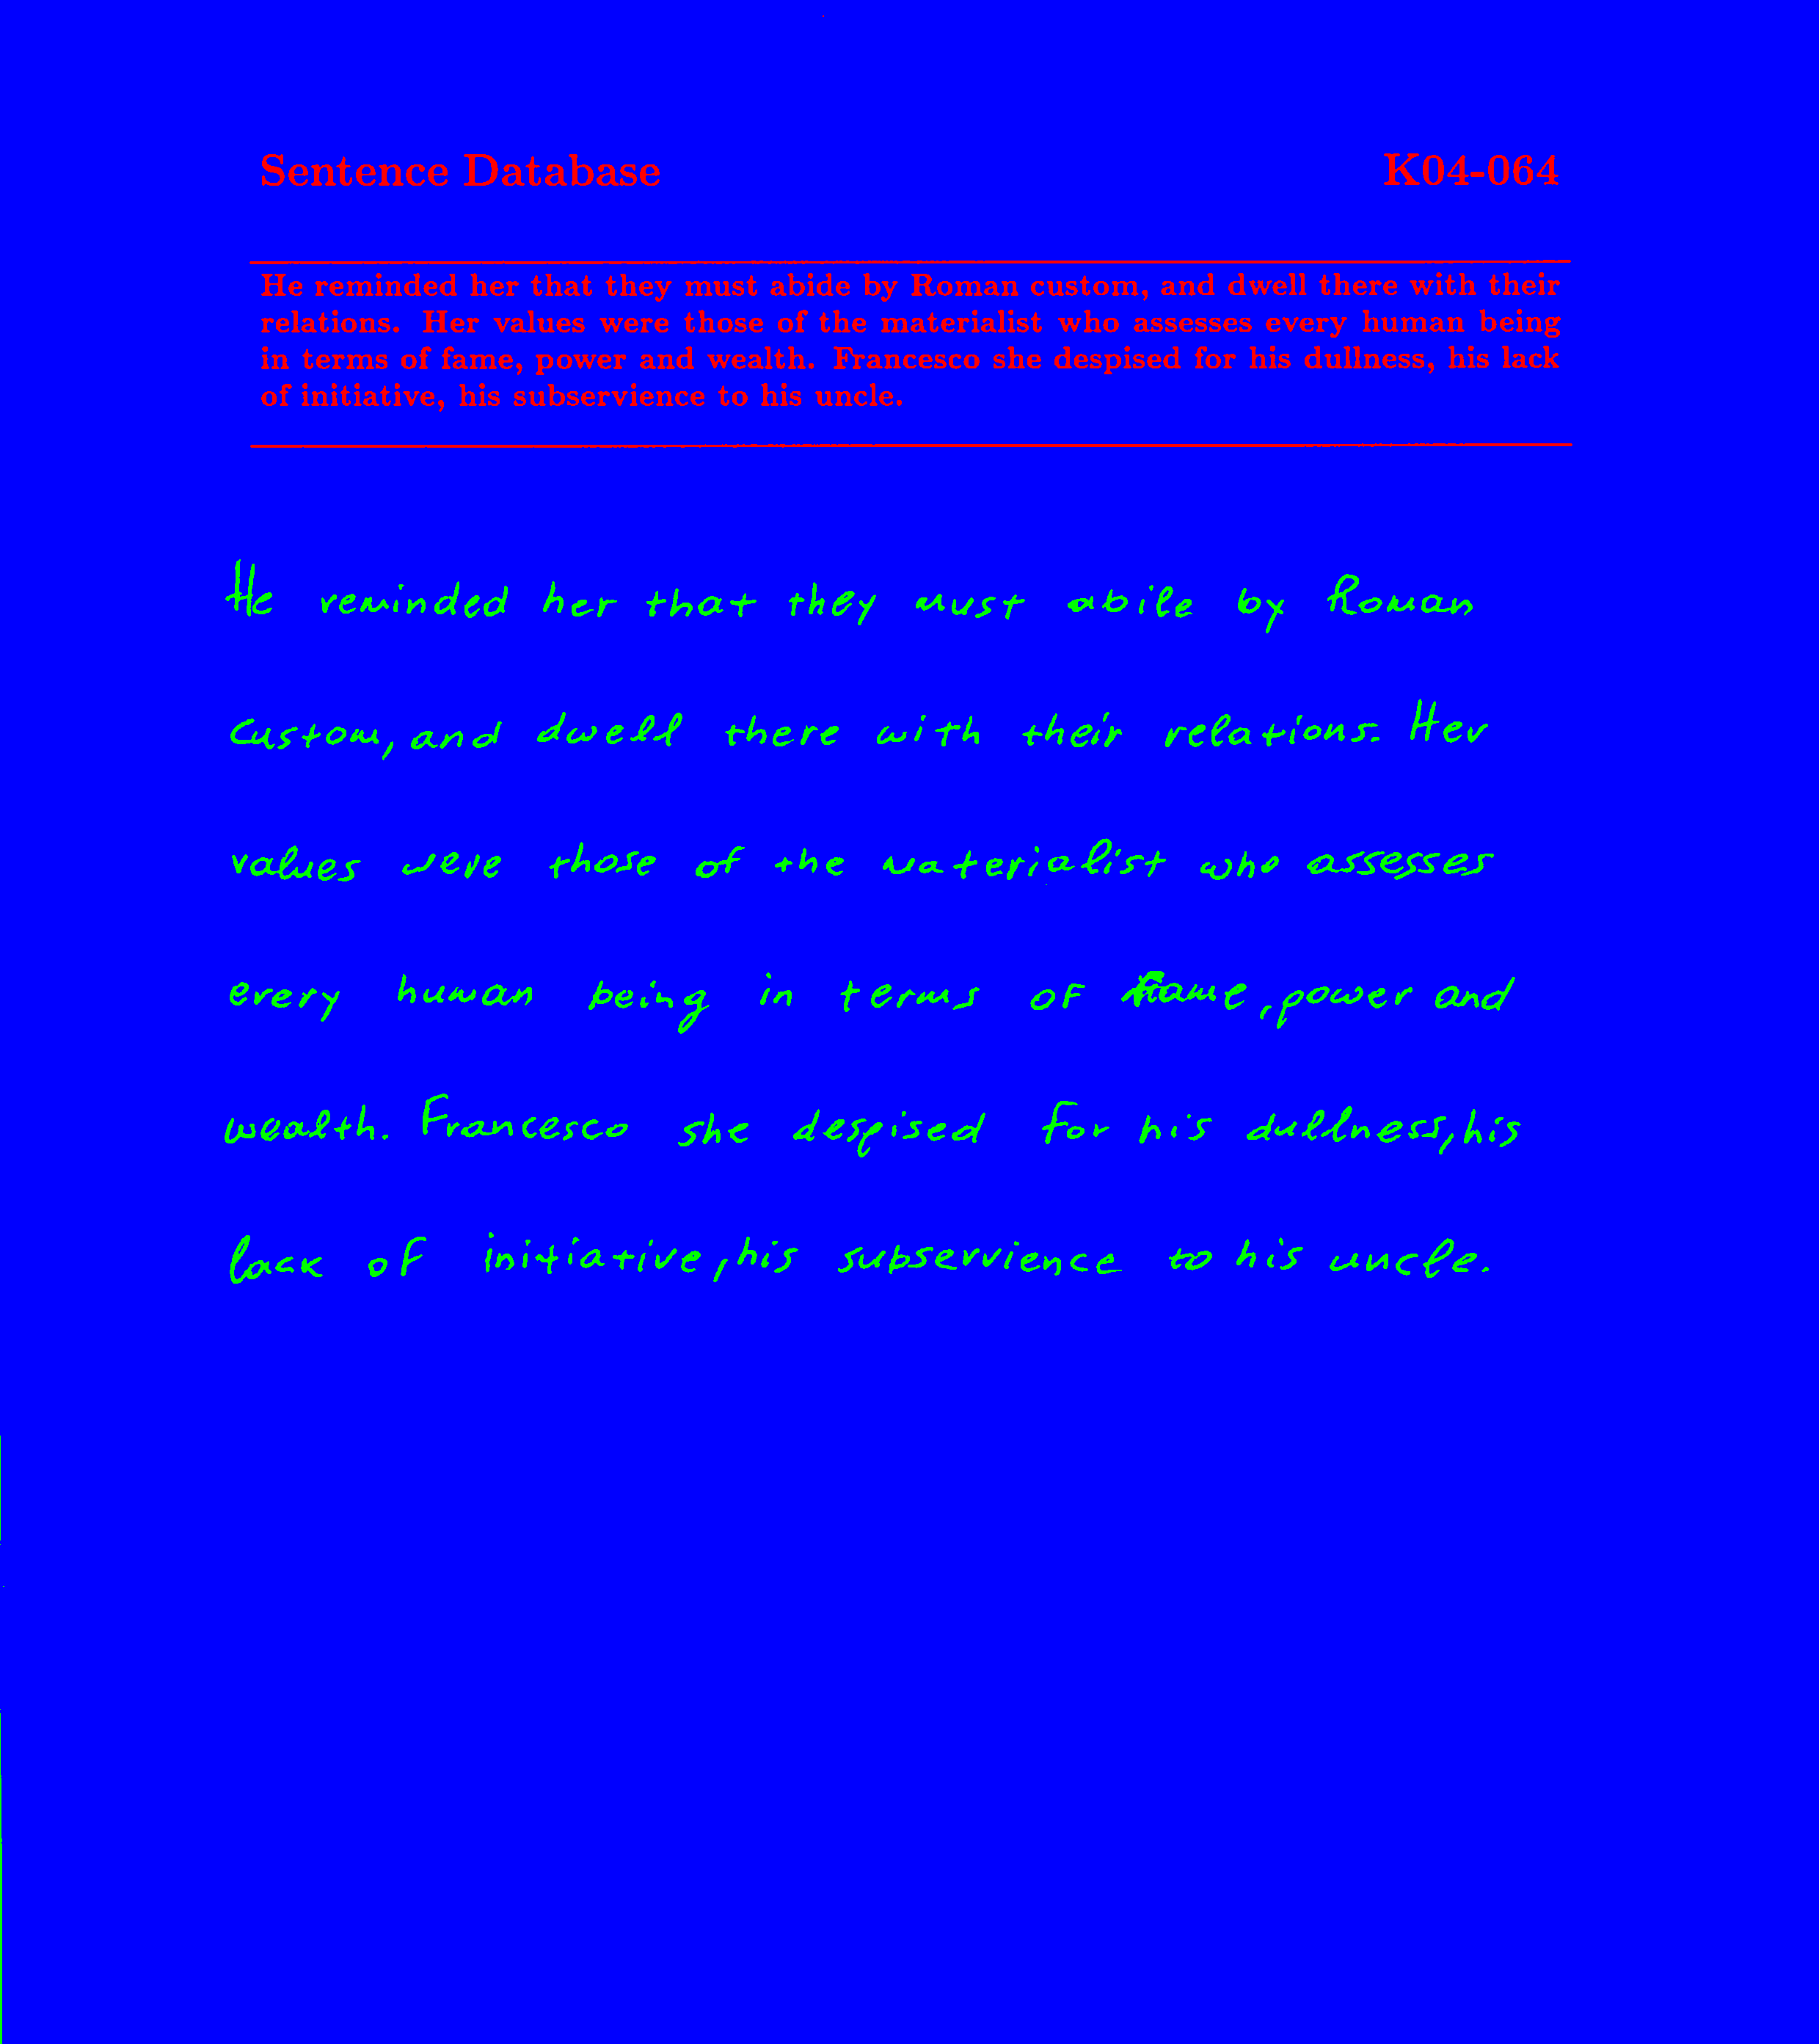 Sentence Database K04-064
He reminded her that they must abide by Roman custom, and dwell there with their
relations. Her values were those of the materialist who assesses every human being
in terms of fame, power and wealth. Francesco she despised for his dullness, his lack
of initiative, his subservience to his uncle.
He reminded her that they must abile by Roman
custom, and dwell there with their relations. Her
values were those of the materialist who assesses
every human being in terms of fame, power and
wealth. Francesco she despised for his dullness, his
lack of initiative, his subservience to his uncle.